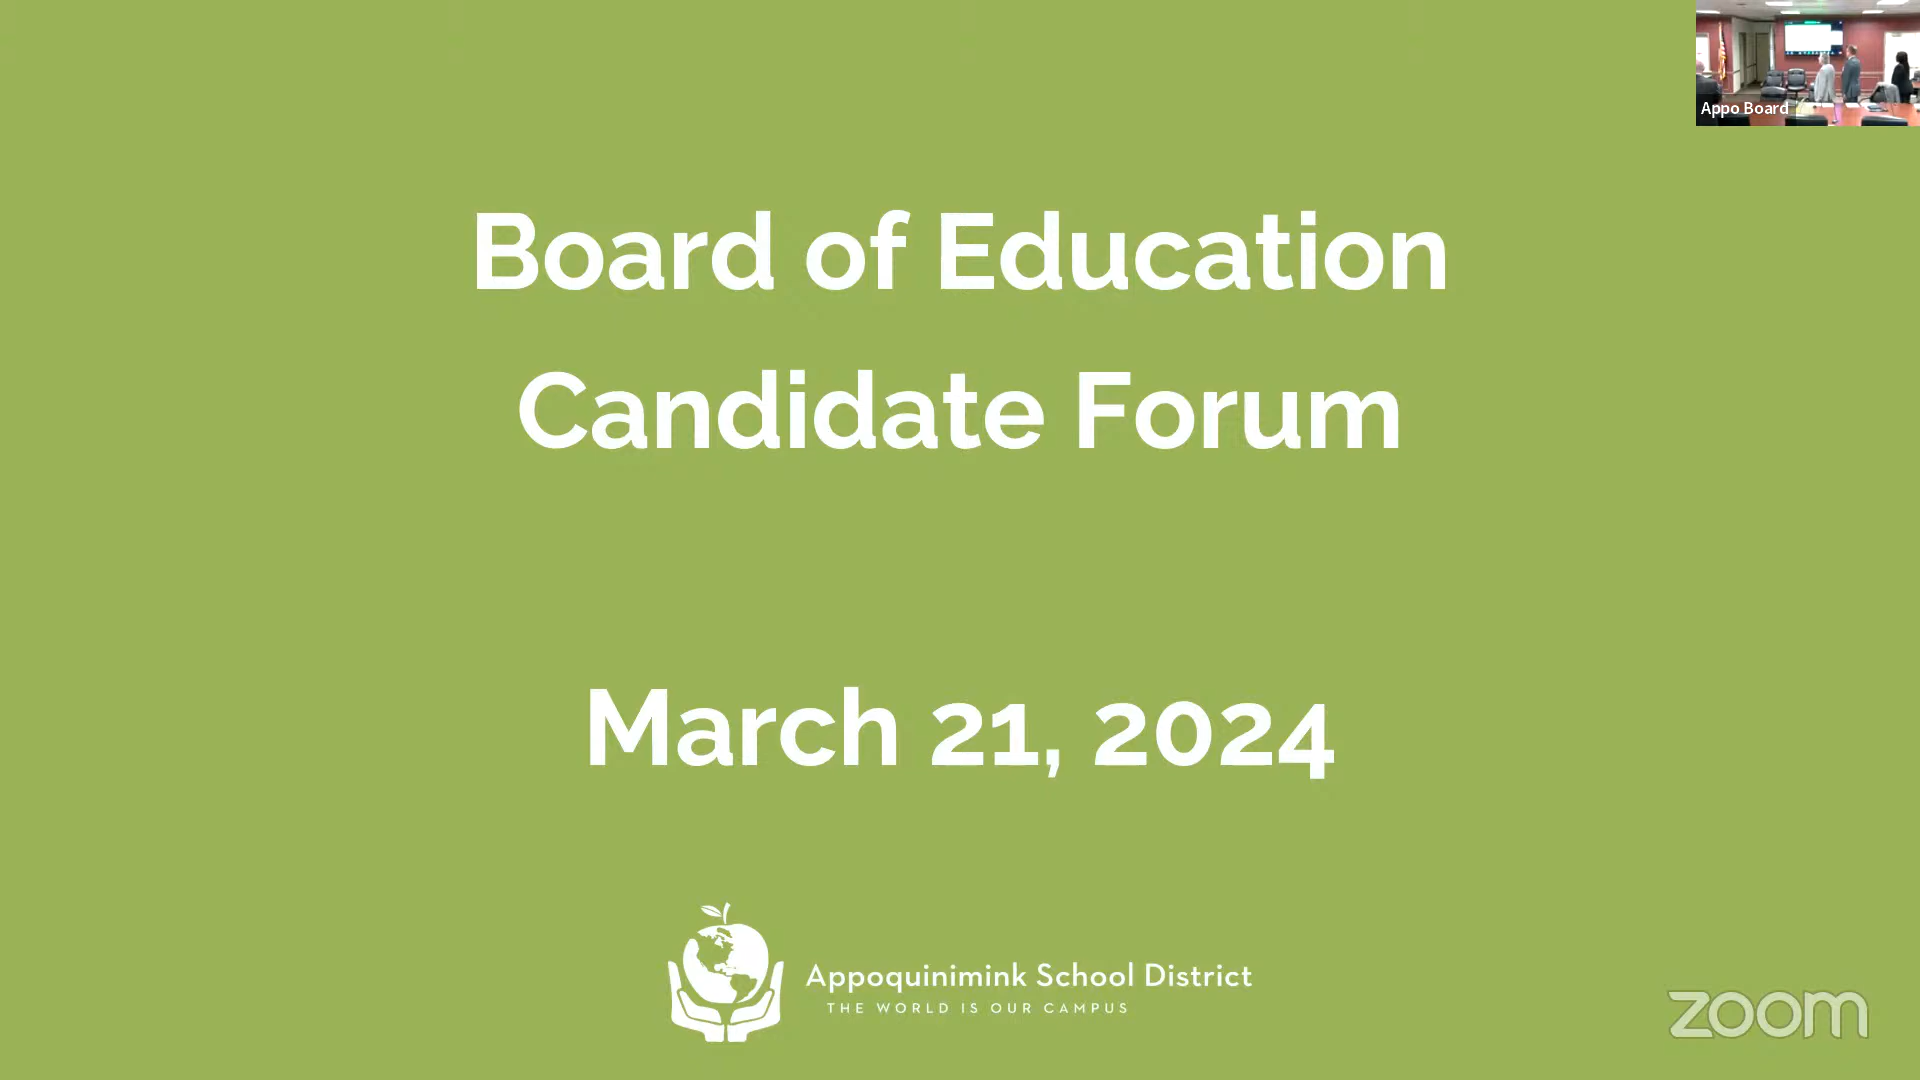 Appo Board
Board of Education
Candidate Forum
March 21, 2024
Appoquinimink School District
THE WORLD IS OUR CAMPUS
zoom